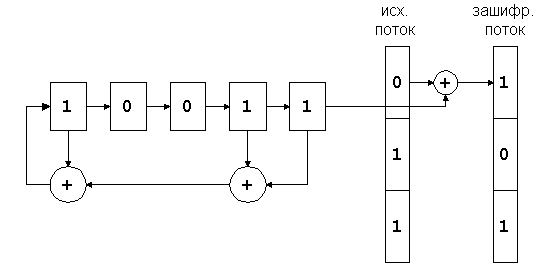 исх. зашифр.
поток поток
0 + 1
1 0 0 1 1
1 0
+ +
1 1